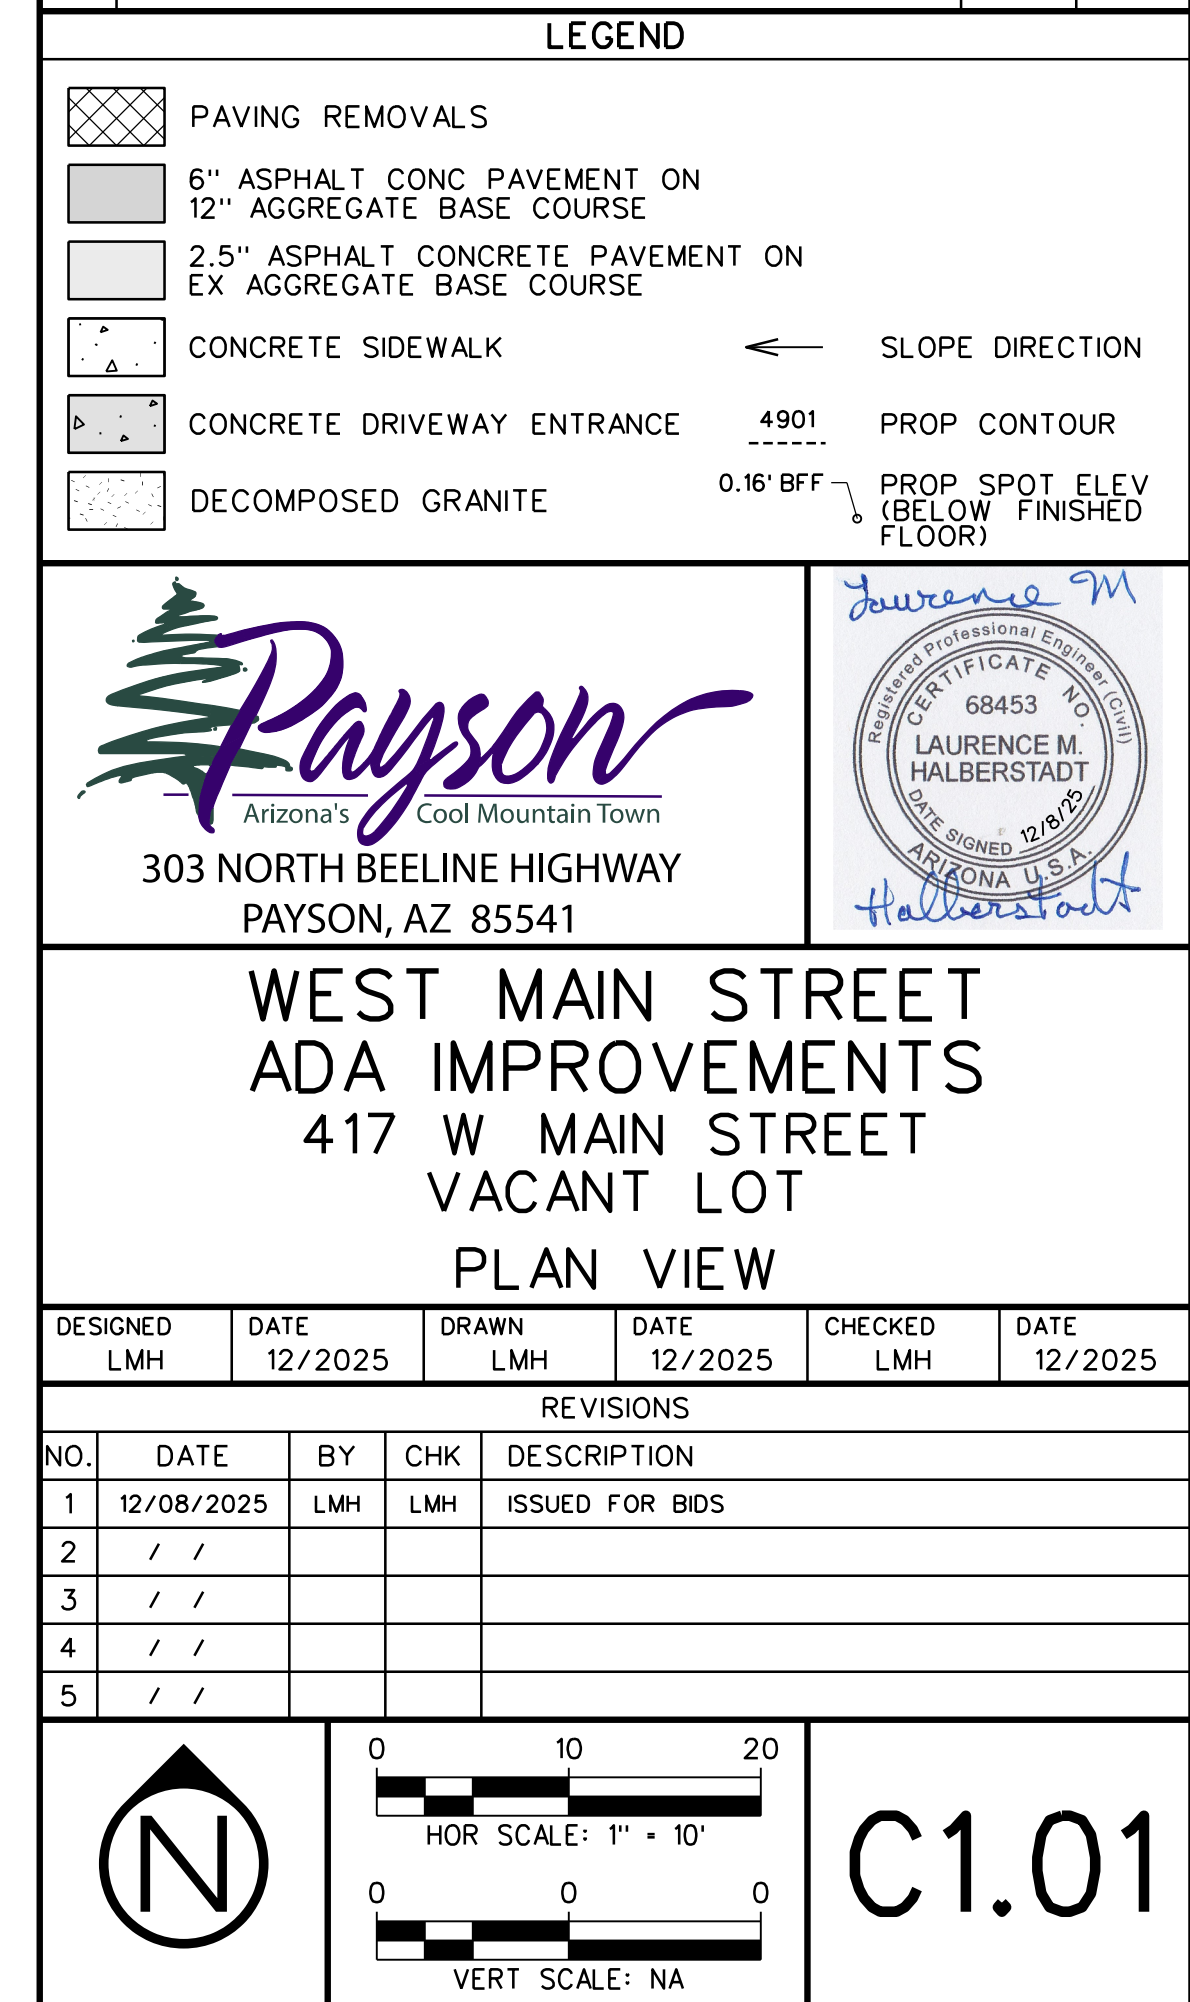 LEGEND
PAVING REMOVALS
6" ASPHALT CONC PAVEMENT ON
12" AGGREGATE BASE COURSE
2.5" ASPHALT CONCRETE PAVEMENT ON
EX AGGREGATE BASE COURSE
CONCRETE SIDEWALK
SLOPE DIRECTION
CONCRETE DRIVEWAY ENTRANCE
4901
PROP CONTOUR
DECOMPOSED GRANITE
0.16' BFF
PROP SPOT ELEV
(BELOW FINISHED
FLOOR)
Payson
Arizona's Cool Mountain Town
303 NORTH BEELINE HIGHWAY
PAYSON, AZ 85541
Laurence M
Registered Professional Engineer (Civil)
CERTIFICATE NO.
68453
LAURENCE M.
HALBERSTADT
DATE SIGNED 12/8/25
ARIZONA U.S.A.
Halberstadt
WEST MAIN STREET
ADA IMPROVEMENTS
417 W MAIN STREET
VACANT LOT
PLAN VIEW
DESIGNED DATE DRAWN DATE CHECKED DATE
LMH 12/2025 LMH 12/2025 LMH 12/2025
REVISIONS
NO. DATE BY CHK DESCRIPTION
1 12/08/2025 LMH LMH ISSUED FOR BIDS
2 / /
3 / /
4 / /
5 / /
N
0 10 20
HOR SCALE: 1" = 10'
0 0 0
VERT SCALE: NA
C1.01